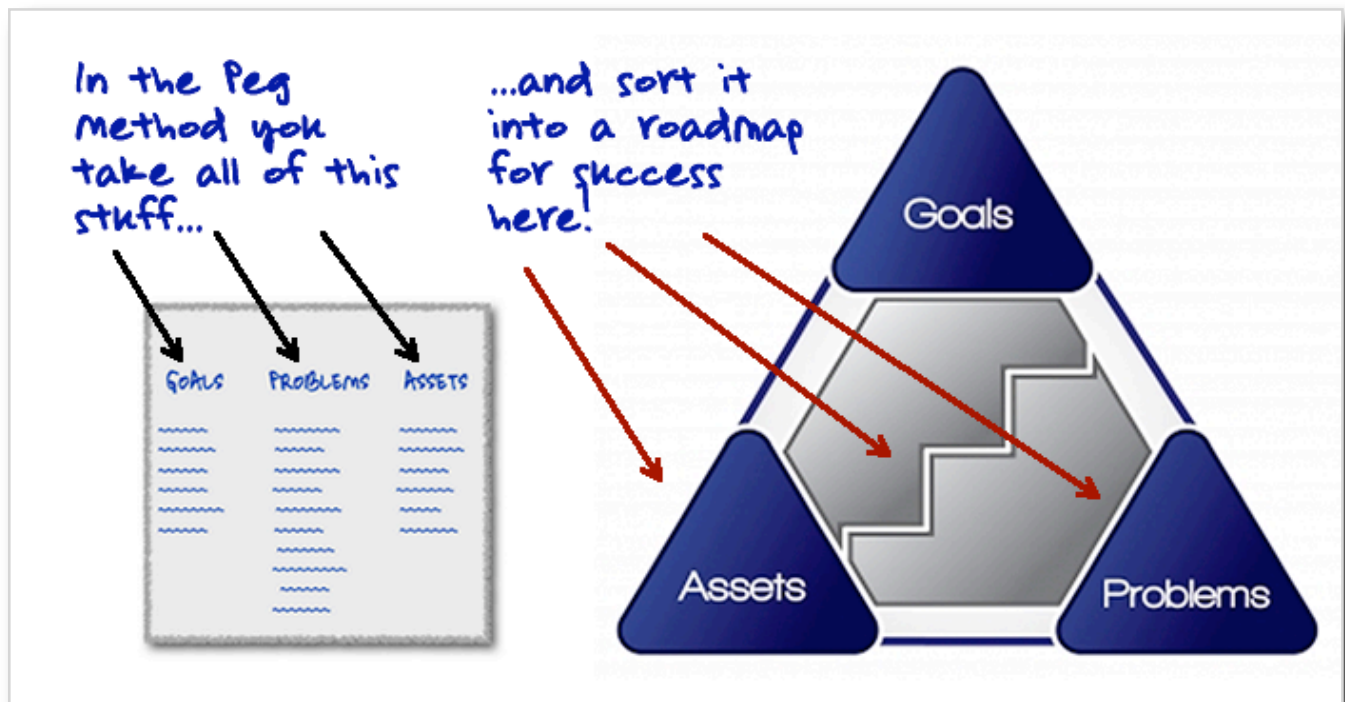 In the Peg
method you
take all of this
stuff...
...and sort it
into a roadmap
for success
here!
GOALS PROBLEMS ASSETS
Goals
Assets
Problems